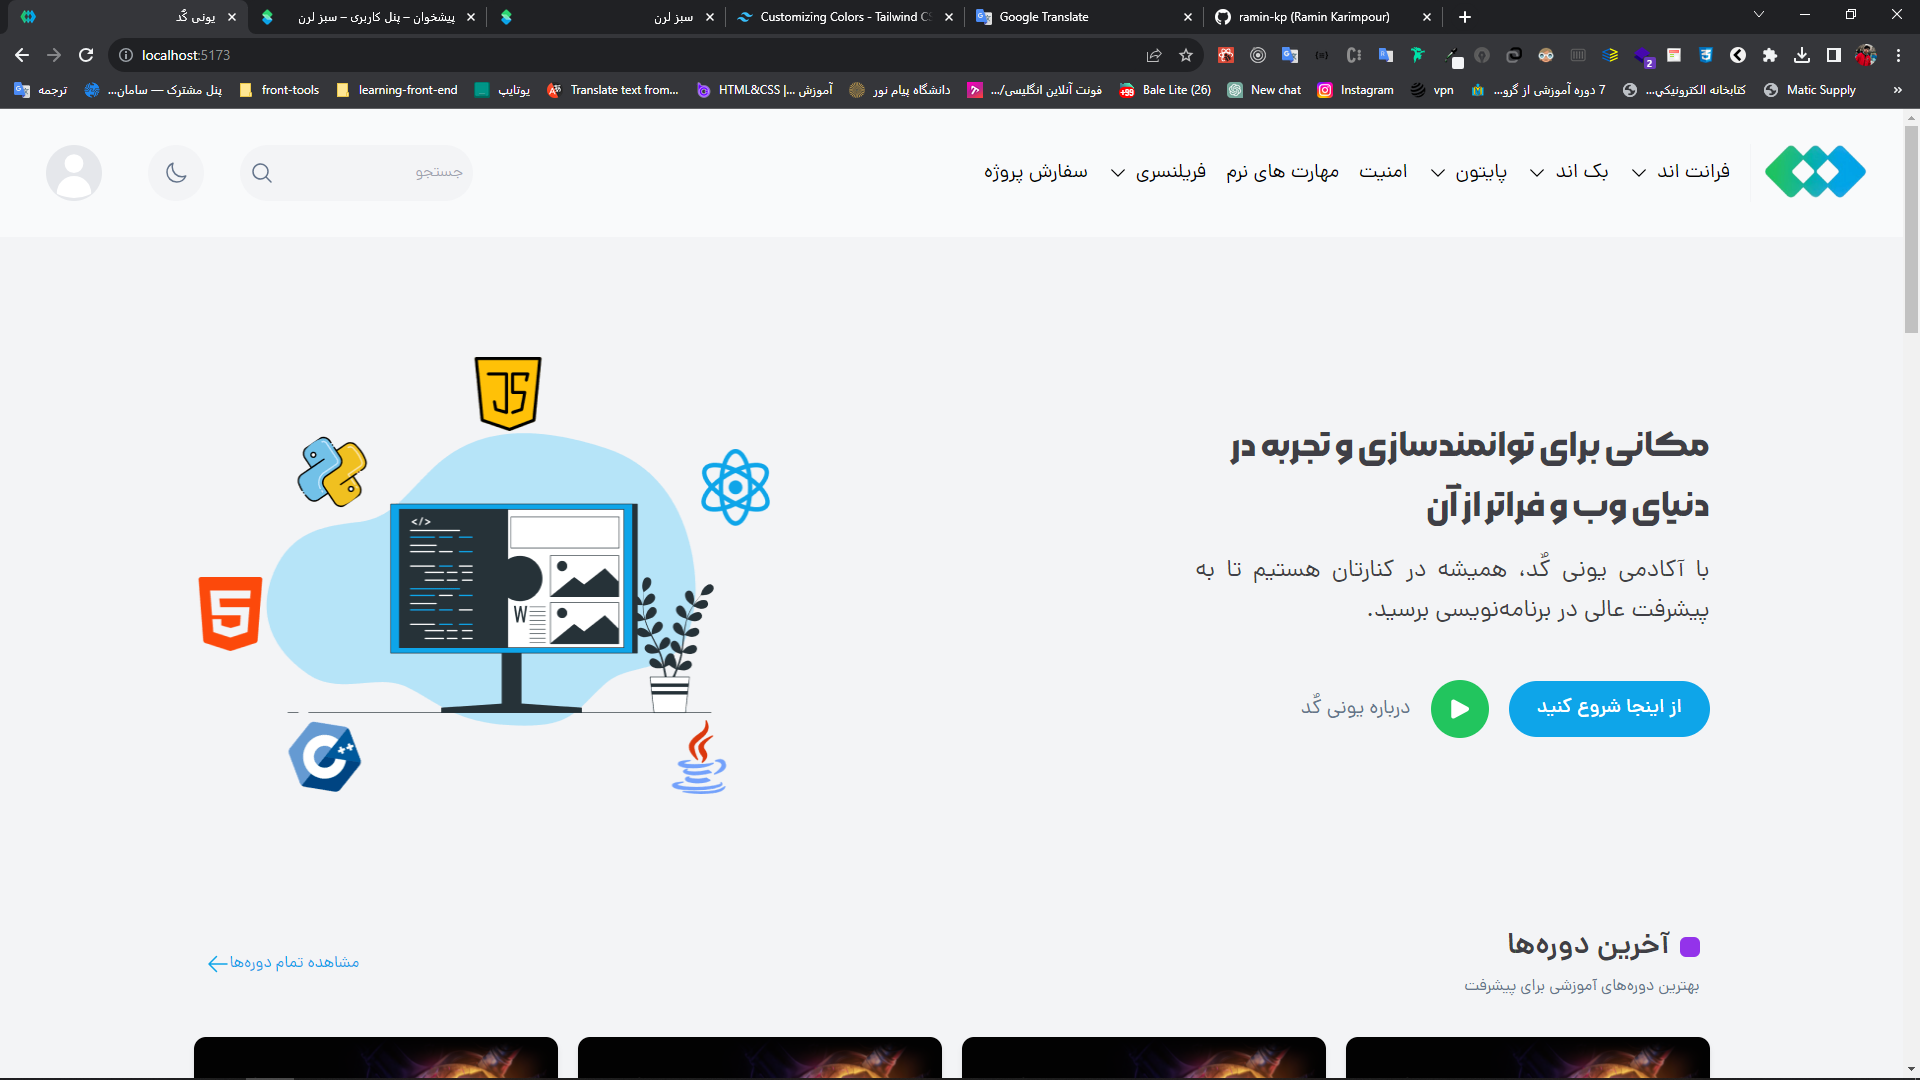 یونی کُد
پیشخوان – پنل کاربری – سبز لرن
سبز لرن
Customizing Colors - Tailwind CS
Google Translate
ramin-kp (Ramin Karimpour)
localhost:5173
2
ترجمه
پنل مشترک — سامان...
front-tools
learning-front-end
یوتایپ
Translate text from...
HTML&CSS |... آموزش
دانشگاه پیام نور
فونت آنلاین انگلیسی/...
+99
Bale Lite (26)
New chat
Instagram
vpn
7 دوره آموزشی از گرو...
کتابخانه الکترونیکی...
Matic Supply
»
فرانت اند
بک اند
پایتون
امنیت
مهارت های نرم
فریلنسری
سفارش پروژه
جستجو
مکانی برای توانمندسازی و تجربه در
دنیای وب و فراتر از آن
با آکادمی یونی کُد، همیشه در کنارتان هستیم تا به
پیشرفت عالی در برنامه‌نویسی برسید.
از اینجا شروع کنید
درباره یونی کُد
JS
</>
W
5
C++
آخرین دوره‌ها
بهترین دوره‌های آموزشی برای پیشرفت
مشاهده تمام دوره‌ها